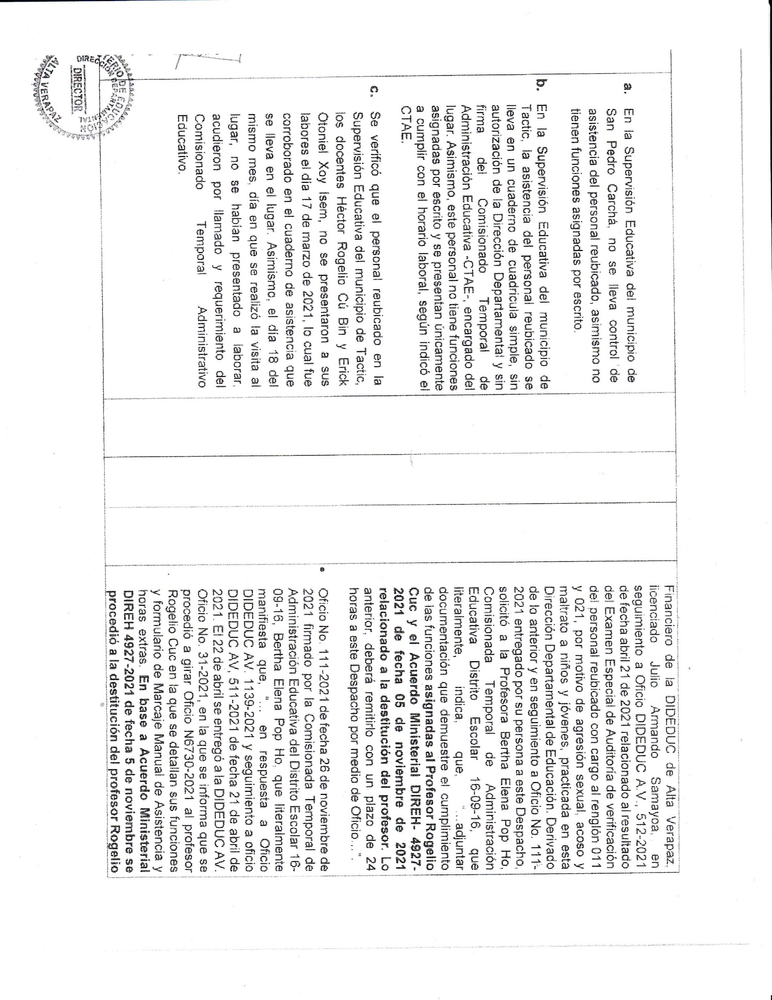 a. En la Supervisión Educativa del municipio de
San Pedro Carchá, no se lleva control de
asistencia del personal reubicado, asimismo no
tienen funciones asignadas por escrito.
b. En la Supervisión Educativa del municipio de
Tactic, la asistencia del personal reubicado se
lleva en un cuaderno de cuadricula simple, sin
autorización de la Dirección Departamental y sin
firma del Comisionado Temporal de
Administración Educativa -CTAE-, encargado del
lugar. Asimismo, este personal no tiene funciones
asignadas por escrito y se presentan únicamente
a cumplir con el horario laboral, según indicó el
CTAE.
c. Se verificó que el personal reubicado en la
Supervisión Educativa del municipio de Tactic,
los docentes Héctor Rogelio Cú Bin y Erick
Otoniel Xoy Isem, no se presentaron a sus
labores el día 17 de marzo de 2021, lo cual fue
corroborado en el cuaderno de asistencia que
se lleva en el lugar. Asimismo, el día 18 del
mismo mes, día en que se realizó la visita al
lugar, no se habían presentado a laborar,
acudieron por llamado y requerimiento del
Comisionado Temporal Administrativo
Educativo.
Financiero de la DIDEDUC de Alta Verapaz,
licenciado Julio Armando Samayoa, en
seguimiento a Oficio DIDEDUC A.V., 512-2021
de fecha abril 21 de 2021 relacionado al resultado
del Examen Especial de Auditoría de verificación
del personal reubicado con cargo al renglón 011
y 021, por motivo de agresión sexual, acoso y
maltrato a niños y jóvenes, practicada en esta
Dirección Departamental de Educación. Derivado
de lo anterior y en seguimiento a Oficio No. 111-
2021 entregado por su persona a este Despacho,
solicitó a la Profesora Bertha Elena Pop Ho,
Comisionada Temporal de Administración
Educativa Distrito Escolar 16-09-16, que
literalmente, indica, que, "...adjuntar
documentación que demuestre el cumplimiento
de las funciones asignadas al Profesor Rogelio
Cuc y el Acuerdo Ministerial DIREH- 4927-
2021 de fecha 05 de noviembre de 2021
relacionado a la destitución del profesor. Lo
anterior, deberá remitirlo con un plazo de 24
horas a este Despacho por medio de Oficio...".
• Oficio No. 111-2021 de fecha 26 de noviembre de
2021 firmado por la Comisionada Temporal de
Administración Educativa del Distrito Escolar 16-
09-16, Bertha Elena Pop Ho, que literalmente
manifiesta que, "... en respuesta a Oficio
DIDEDUC AV. 1139-2021 y seguimiento a oficio
DIDEDUC AV, 511-2021 de fecha 21 de abril de
2021. El 22 de abril se entregó a la DIDEDUC AV.
Oficio No. 31-2021, en la que se informa que se
procedió a girar Oficio N6730-2021 al profesor
Rogelio Cuc en la que se detallan sus funciones
y formulario de Marcaje Manual de Asistencia y
horas extras. En base a Acuerdo Ministerial
DIREH 4927-2021 de fecha 5 de noviembre se
procedió a la destitución del profesor Rogelio
TERIO DE EDUCACIÓN
DIRECCIÓN DEPARTAMENTAL
DIRECTOR
ALTA VERAPAZ